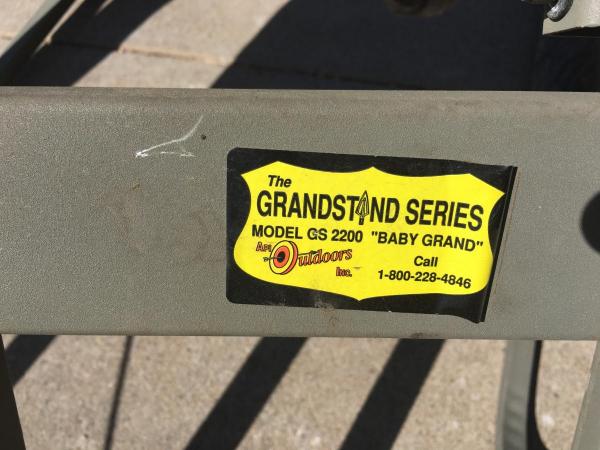 The
GRANDSTAND SERIES
MODEL GS 2200 "BABY GRAND"
API Outdoors Inc.
Call
1-800-228-4846